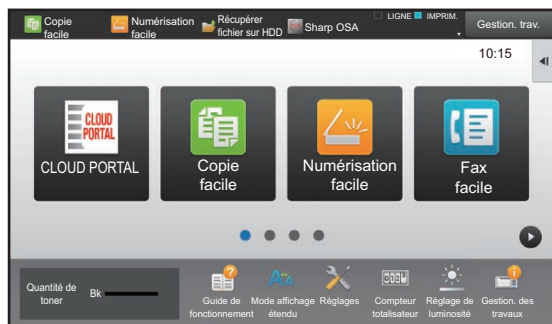 Copie
facile
Numérisation
facile
Récupérer
fichier sur HDD
Sharp OSA
LIGNE
IMPRIM.
Gestion. trav.
10:15
CLOUD
PORTAL
CLOUD PORTAL
Copie
facile
Numérisation
facile
Fax
facile
Quantité de
toner
Bk
Guide de
fonctionnement
Mode affichage
étendu
Réglages
Compteur
totalisateur
Réglage de
luminosité
Gestion. des
travaux